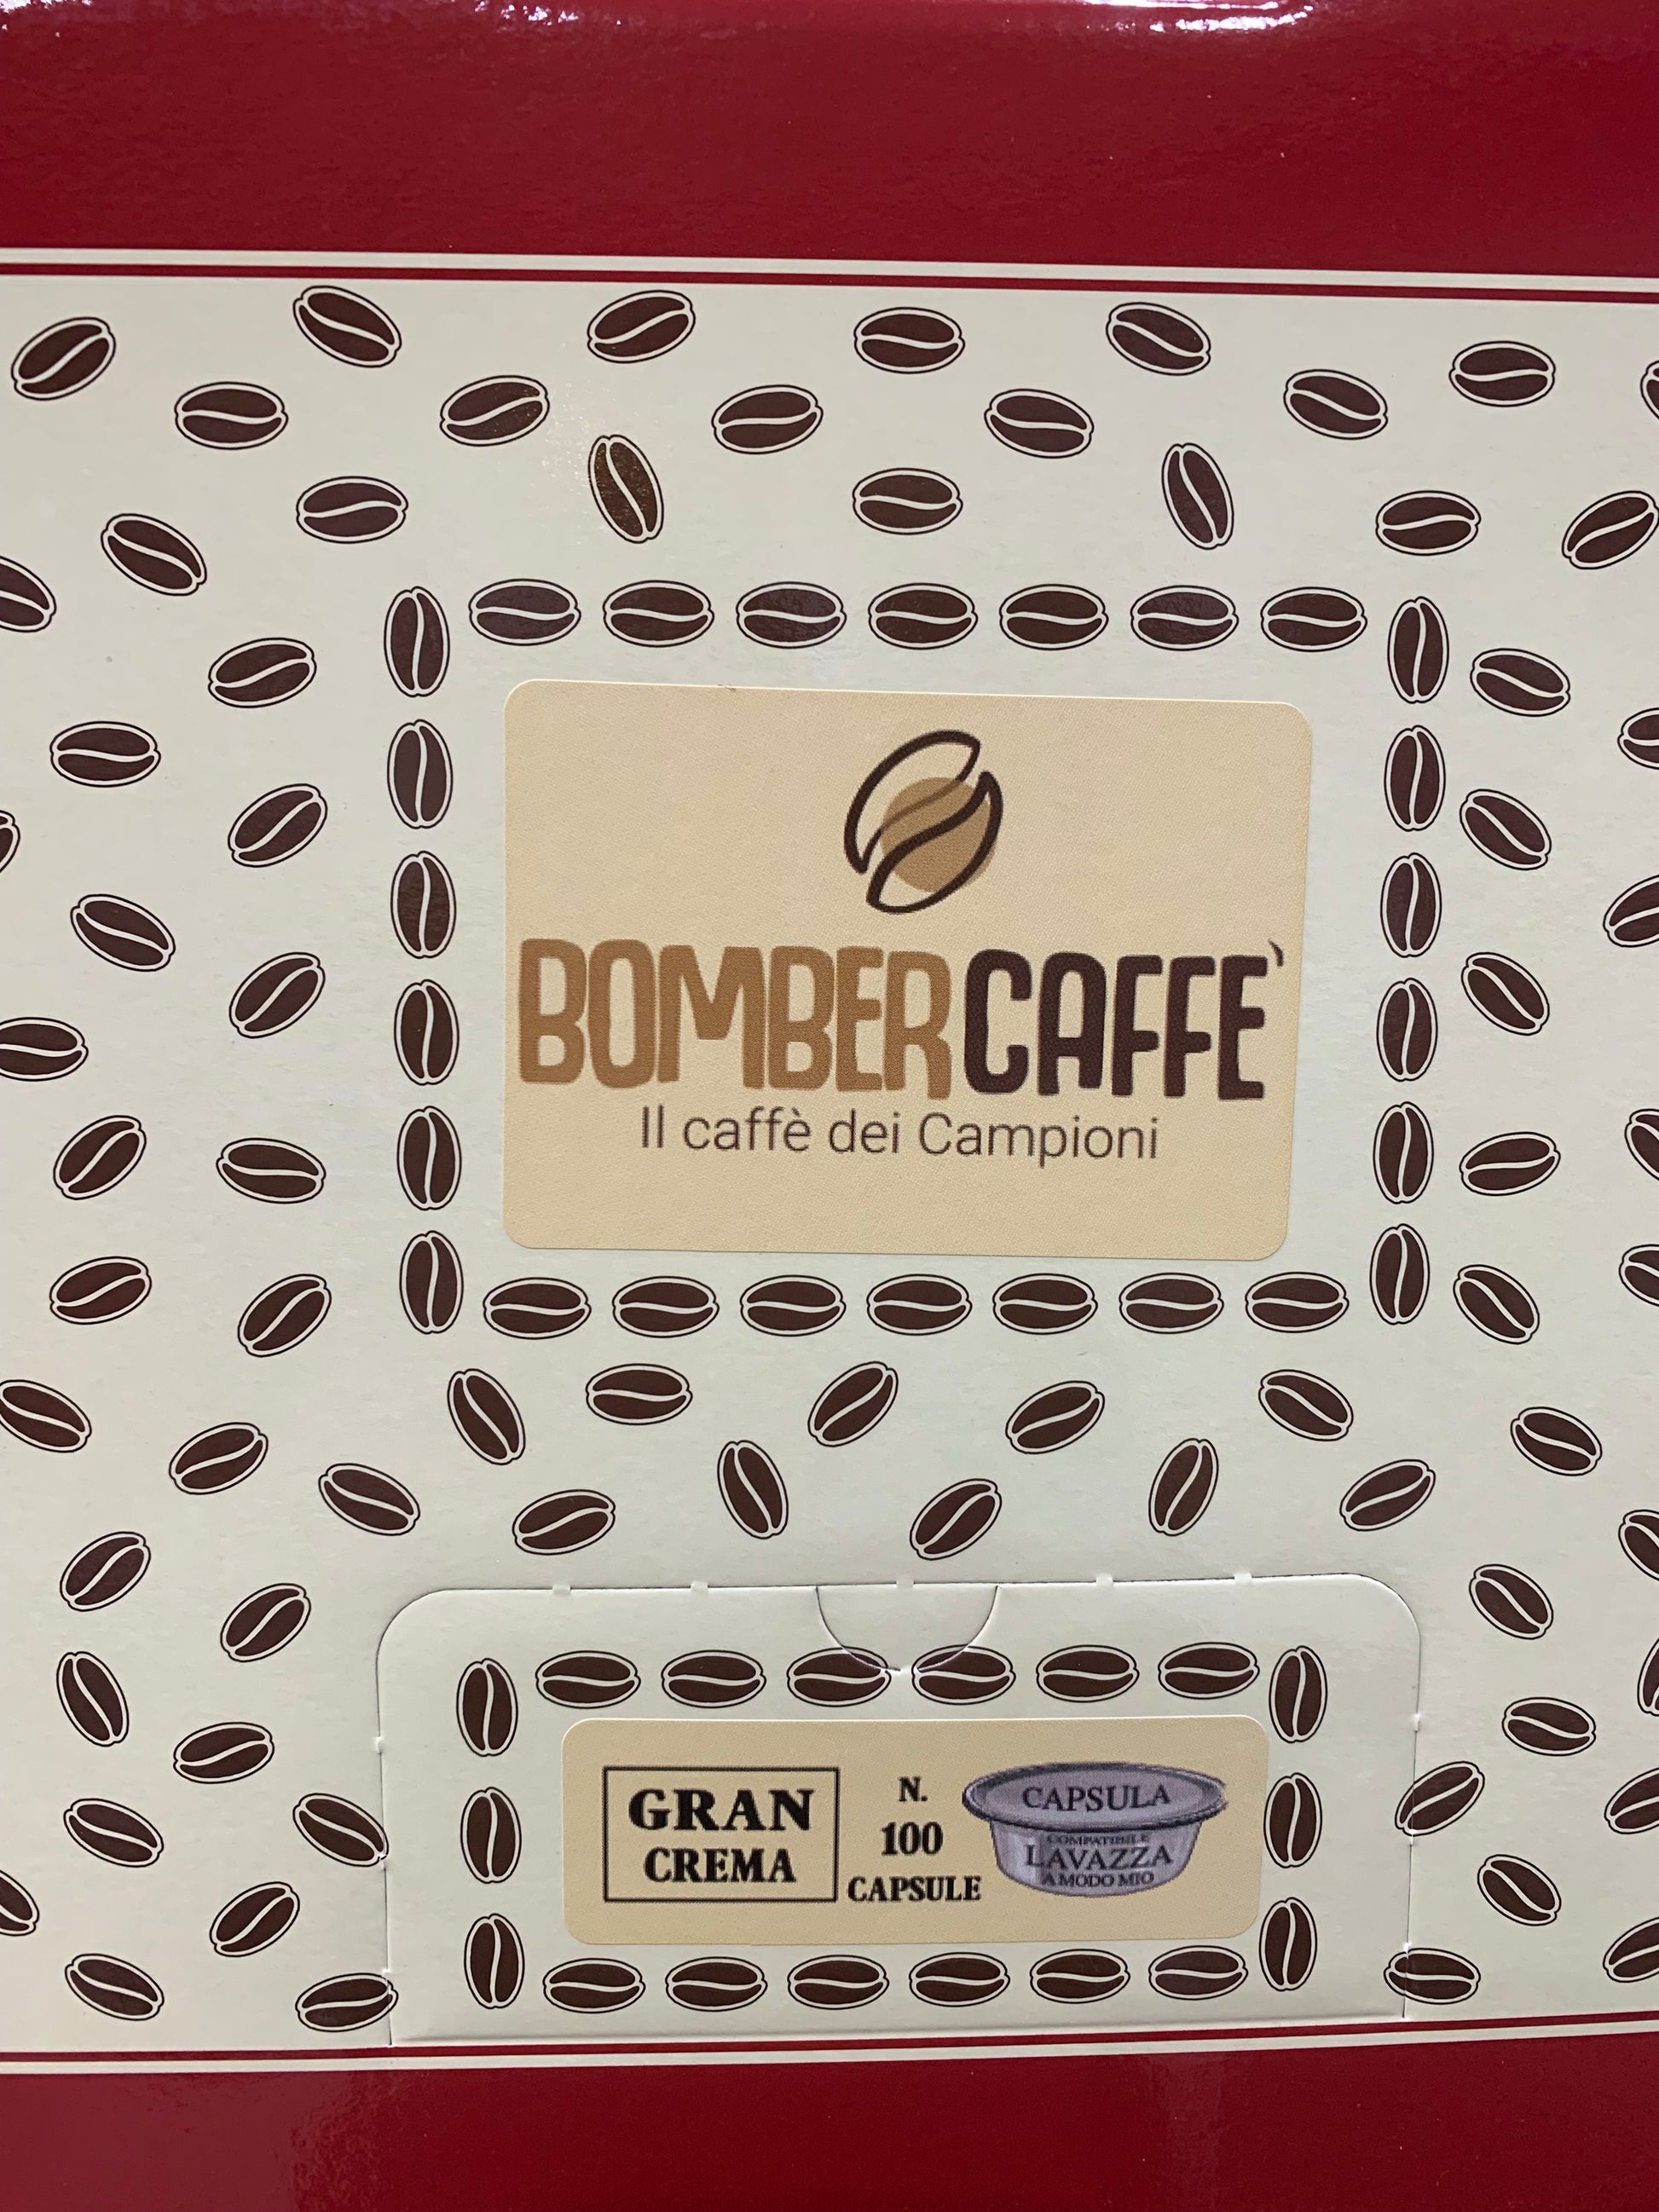 BOMBERCAFFE`
Il caffè dei Campioni
GRAN
CREMA
N.
100
CAPSULE
CAPSULA
COMPATIBILE
LAVAZZA
A MODO MIO